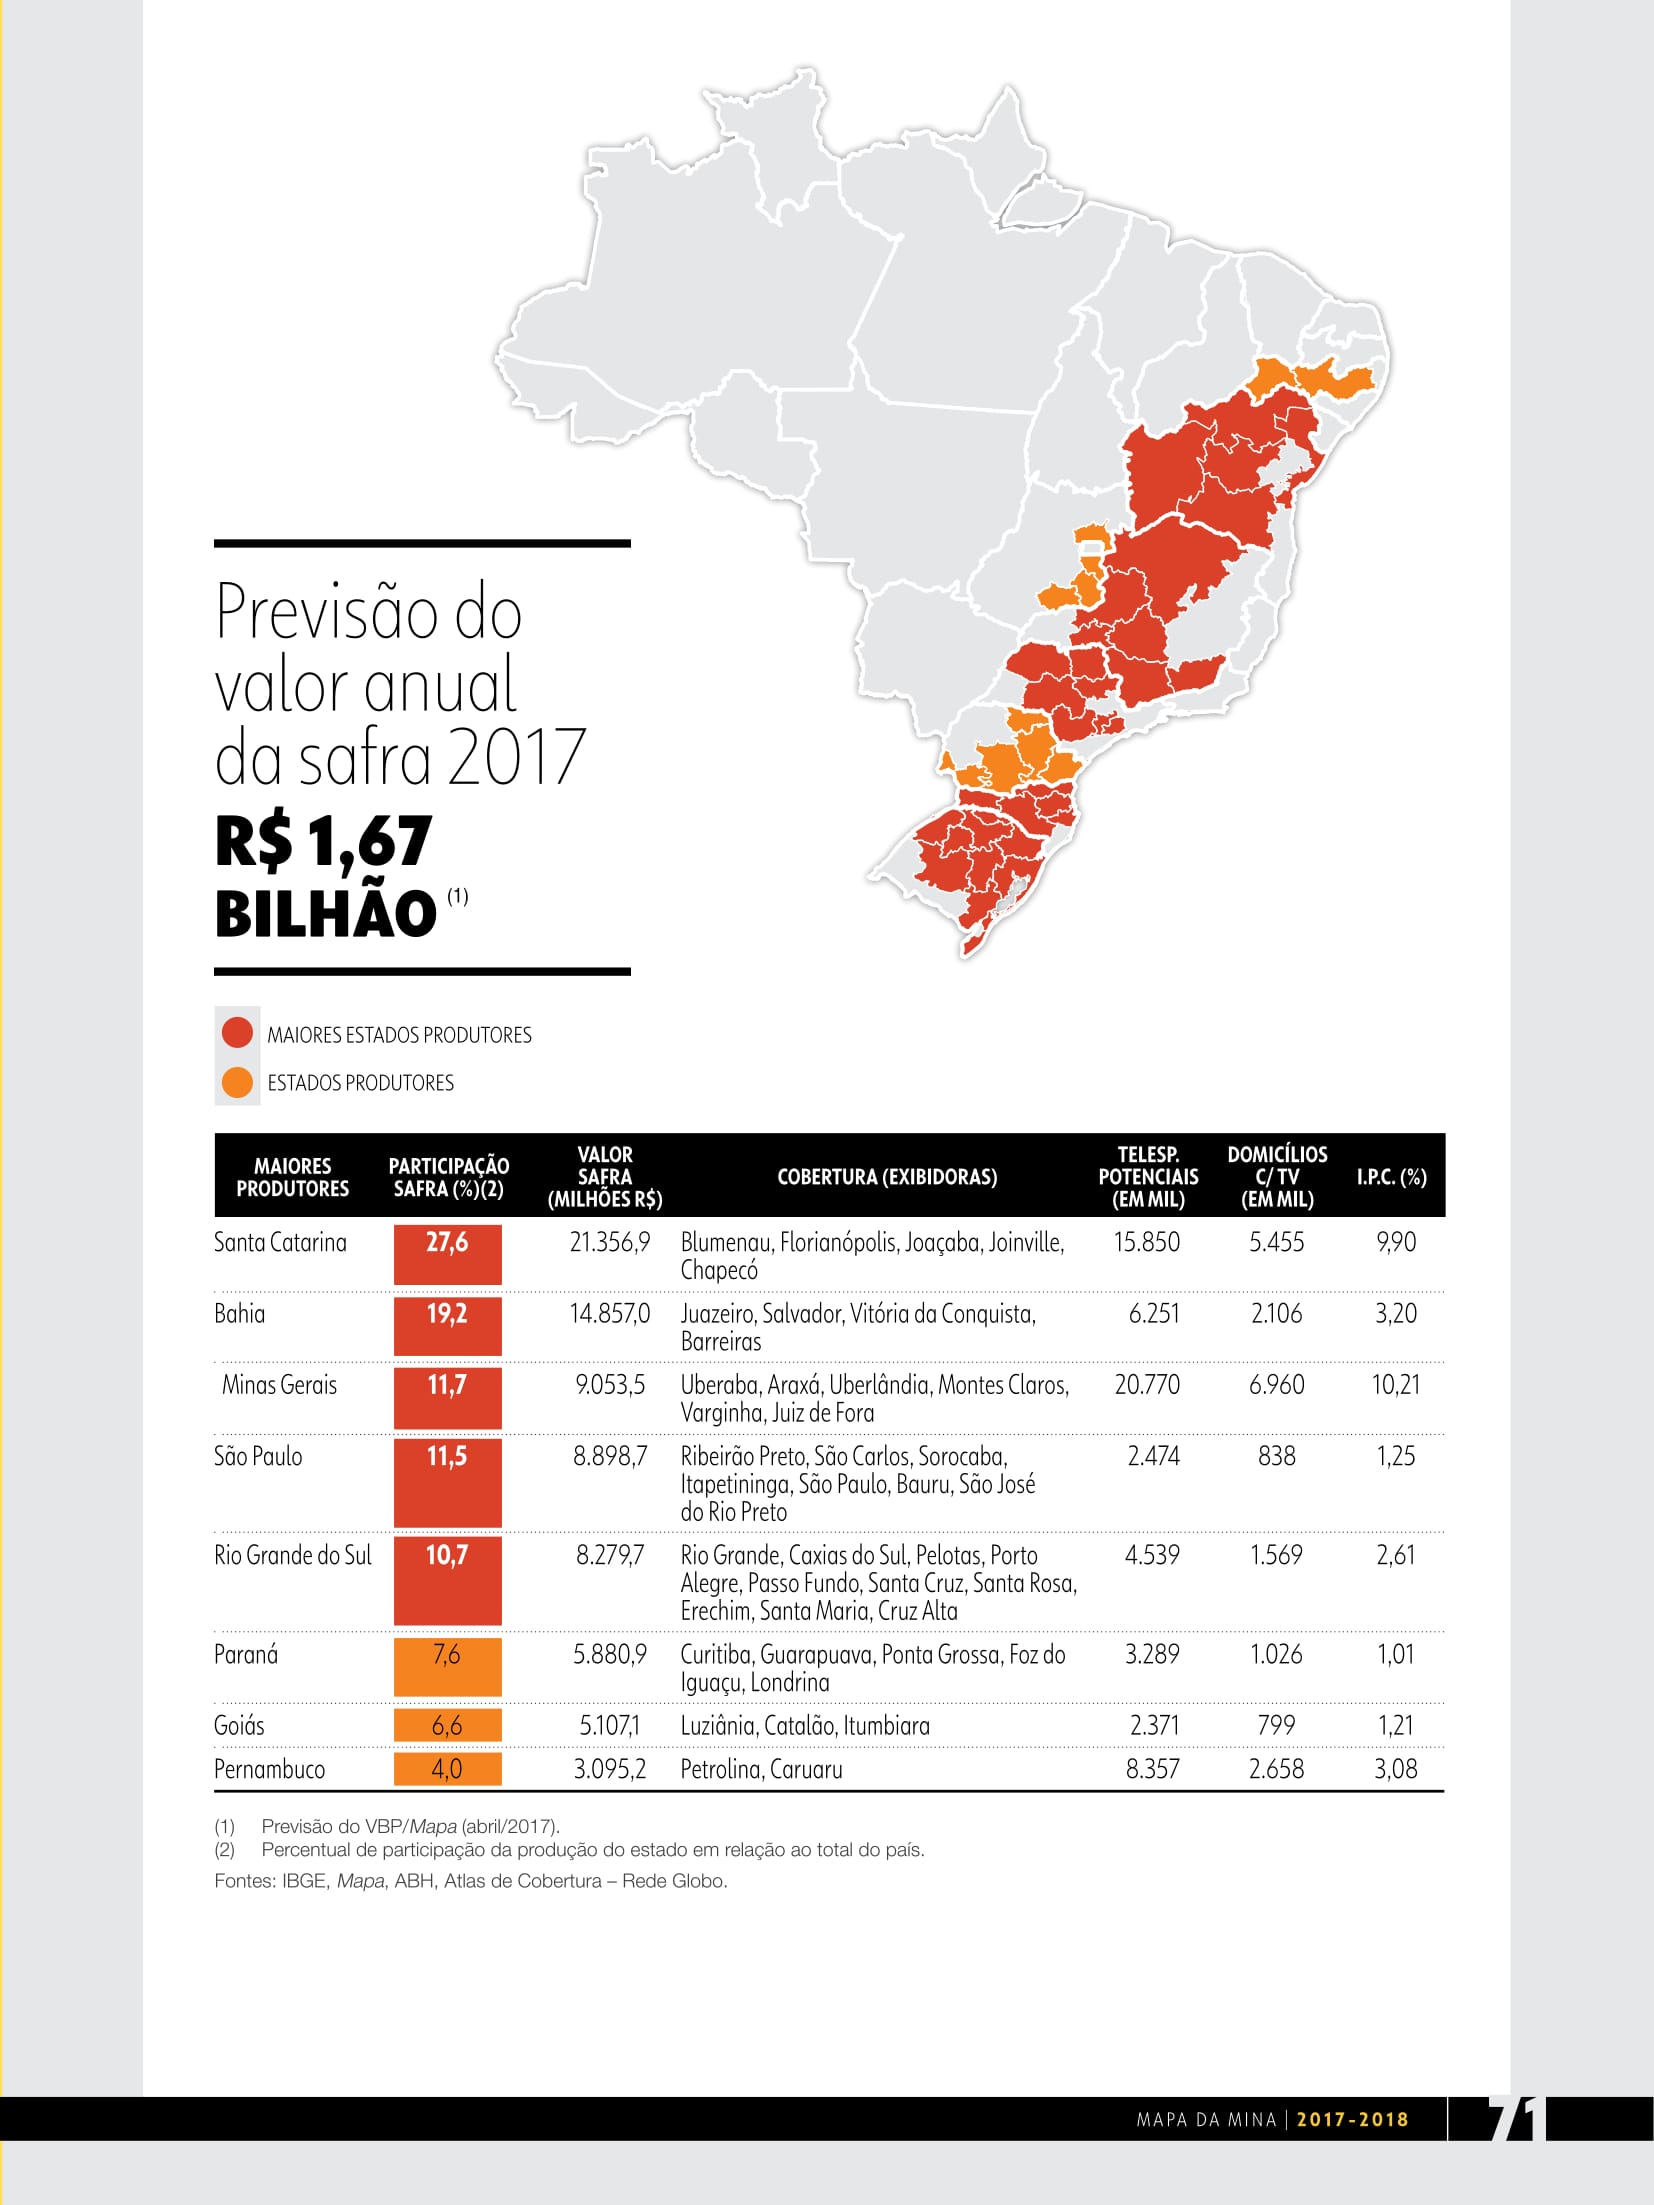 Previsão do
valor anual
da safra 2017
R$ 1,67
BILHÃO (1)
MAIORES ESTADOS PRODUTORES
ESTADOS PRODUTORES
MAIORES PRODUTORES PARTICIPAÇÃO SAFRA (%)(2) VALOR SAFRA (MILHÕES R$) COBERTURA (EXIBIDORAS) TELESP. POTENCIAIS (EM MIL) DOMICÍLIOS C/ TV (EM MIL) I.P.C. (%)
Santa Catarina 27,6 21.356,9 Blumenau, Florianópolis, Joaçaba, Joinville, 15.850 5.455 9,90
Chapecó
Bahia 19,2 14.857,0 Juazeiro, Salvador, Vitória da Conquista, 6.251 2.106 3,20
Barreiras
Minas Gerais 11,7 9.053,5 Uberaba, Araxá, Uberlândia, Montes Claros, 20.770 6.960 10,21
Varginha, Juiz de Fora
São Paulo 11,5 8.898,7 Ribeirão Preto, São Carlos, Sorocaba, 2.474 838 1,25
Itapetininga, São Paulo, Bauru, São José
do Rio Preto
Rio Grande do Sul 10,7 8.279,7 Rio Grande, Caxias do Sul, Pelotas, Porto 4.539 1.569 2,61
Alegre, Passo Fundo, Santa Cruz, Santa Rosa,
Erechim, Santa Maria, Cruz Alta
Paraná 7,6 5.880,9 Curitiba, Guarapuava, Ponta Grossa, Foz do 3.289 1.026 1,01
Iguaçu, Londrina
Goiás 6,6 5.107,1 Luziânia, Catalão, Itumbiara 2.371 799 1,21
Pernambuco 4,0 3.095,2 Petrolina, Caruaru 8.357 2.658 3,08
(1) Previsão do VBP/Mapa (abril/2017).
(2) Percentual de participação da produção do estado em relação ao total do país.
Fontes: IBGE, Mapa, ABH, Atlas de Cobertura – Rede Globo.
MAPA DA MINA | 2017-2018 71